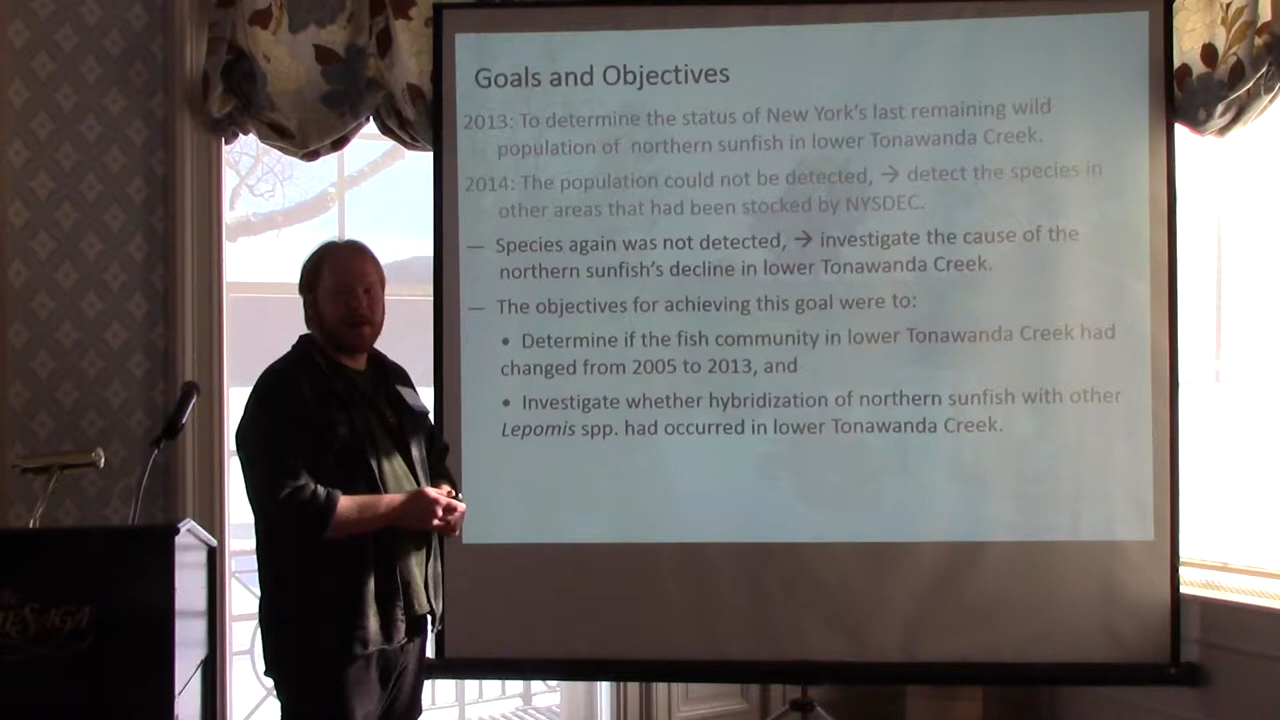 Goals and Objectives
2013: To determine the status of New York's last remaining wild
population of northern sunfish in lower Tonawanda Creek.
2014: The population could not be detected, → detect the species in
other areas that had been stocked by NYSDEC.
— Species again was not detected, → investigate the cause of the
northern sunfish's decline in lower Tonawanda Creek.
— The objectives for achieving this goal were to:
• Determine if the fish community in lower Tonawanda Creek had
changed from 2005 to 2013, and
• Investigate whether hybridization of northern sunfish with other
Lepomis spp. had occurred in lower Tonawanda Creek.